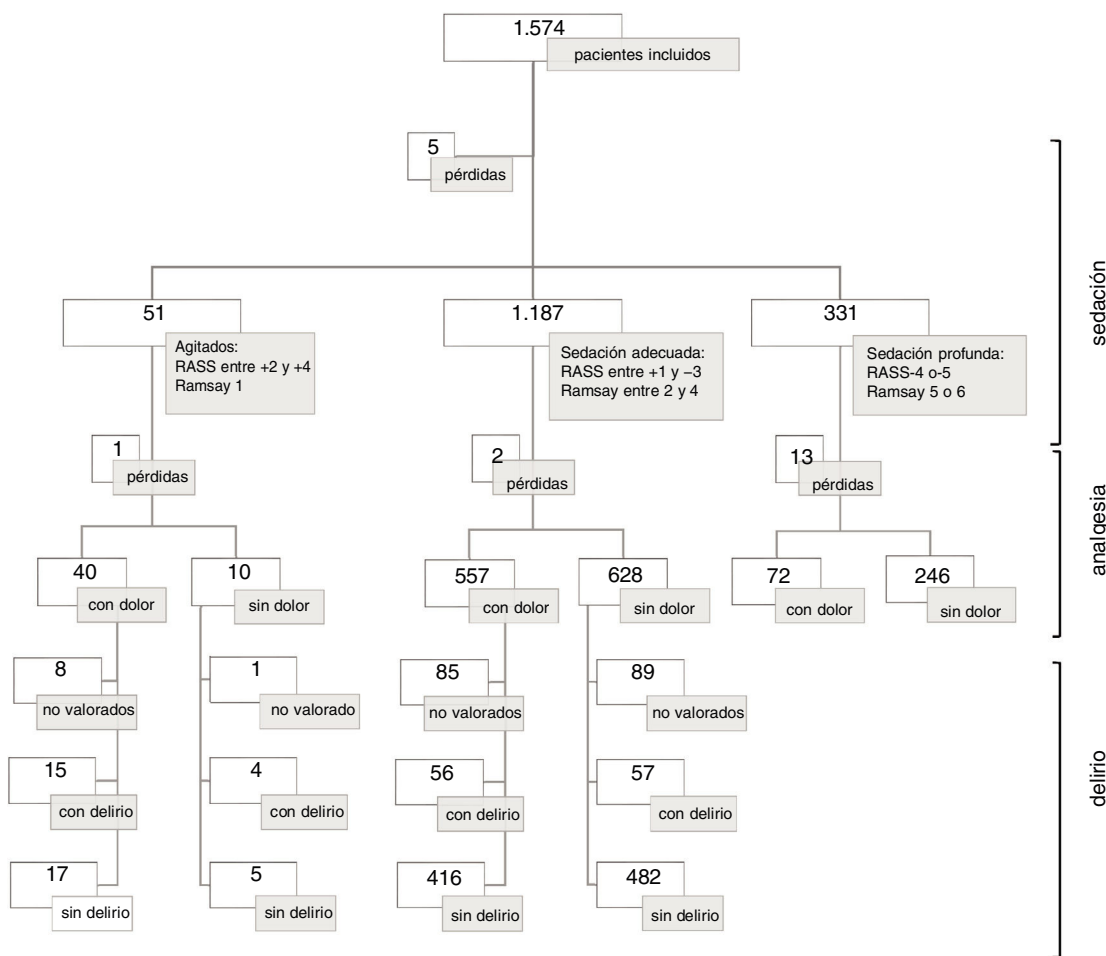 1.574
pacientes incluidos
5
pérdidas
sedación
51
Agitados:
RASS entre +2 y +4
Ramsay 1
1.187
Sedación adecuada:
RASS entre +1 y −3
Ramsay entre 2 y 4
331
Sedación profunda:
RASS-4 o-5
Ramsay 5 o 6
1
pérdidas
2
pérdidas
13
pérdidas
analgesia
40
con dolor
10
sin dolor
557
con dolor
628
sin dolor
72
con dolor
246
sin dolor
delirio
8
no valorados
1
no valorado
85
no valorados
89
no valorados
15
con delirio
4
con delirio
56
con delirio
57
con delirio
17
sin delirio
5
sin delirio
416
sin delirio
482
sin delirio